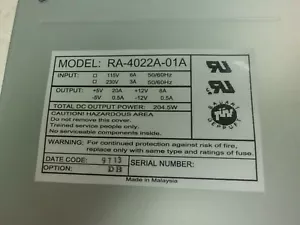 MODEL: RA-4022A-01A
INPUT: □ 115V 6A 50/60Hz
□ 230V 3A 50/60Hz
OUTPUT: +5V 20A +12V 8A
-5V 0.5A -12V 0.5A
TOTAL DC OUTPUT POWER: 204.5W
CAUTION! HAZARDOUS AREA
Do not remove this cover.
Trained service people only.
No serviceable components inside.
WARNING: For continued protection against risk of fire,
replace only with same type and ratings of fuse.
DATE CODE: 9713
SERIAL NUMBER:
OPTION: DB
Made in Malaysia
TÜV